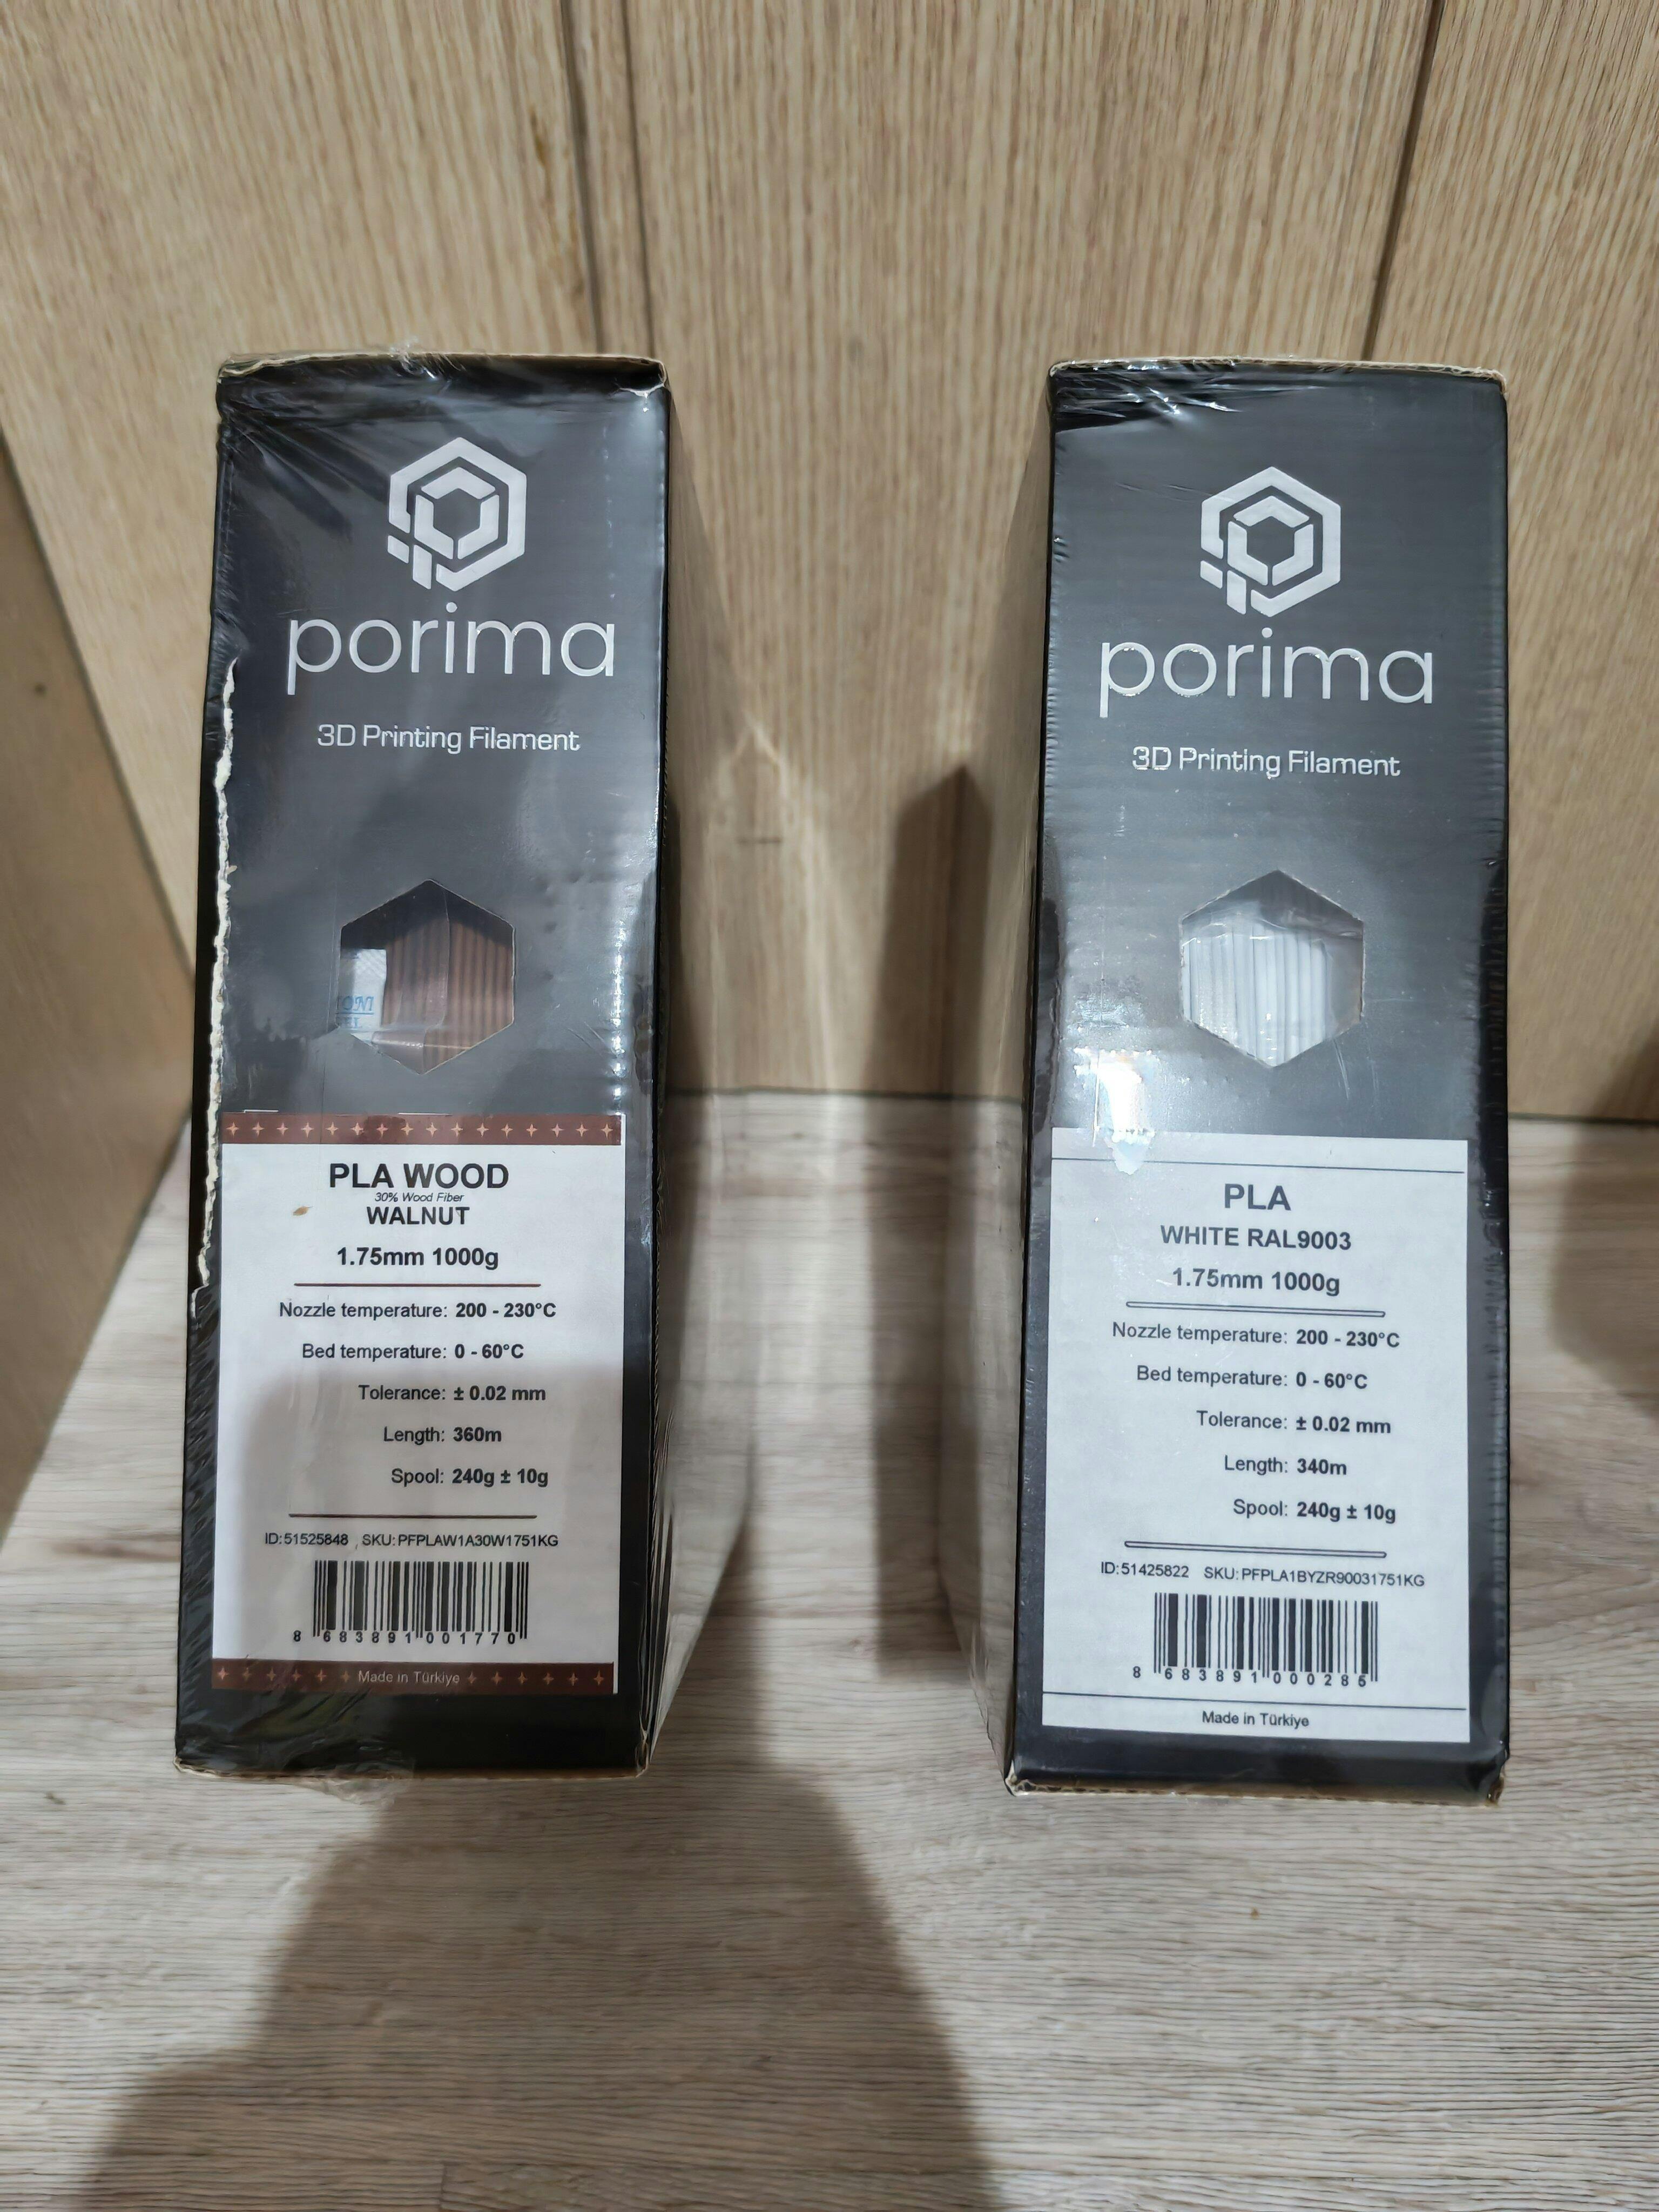 porima
3D Printing Filament
PLA WOOD
30% Wood Fiber
WALNUT
1.75mm 1000g
Nozzle temperature: 200 - 230°C
Bed temperature: 0 - 60°C
Tolerance: ± 0.02 mm
Length: 360m
Spool: 240g ± 10g
ID:51525848 SKU:PFPLAW1A30W1751KG
8 683891 001770
Made in Türkiye
porima
3D Printing Filament
PLA
WHITE RAL9003
1.75mm 1000g
Nozzle temperature: 200 - 230°C
Bed temperature: 0 - 60°C
Tolerance: ± 0.02 mm
Length: 340m
Spool: 240g ± 10g
ID:51425822 SKU:PFPLA1BYZR90031751KG
8 683891 000285
Made in Türkiye